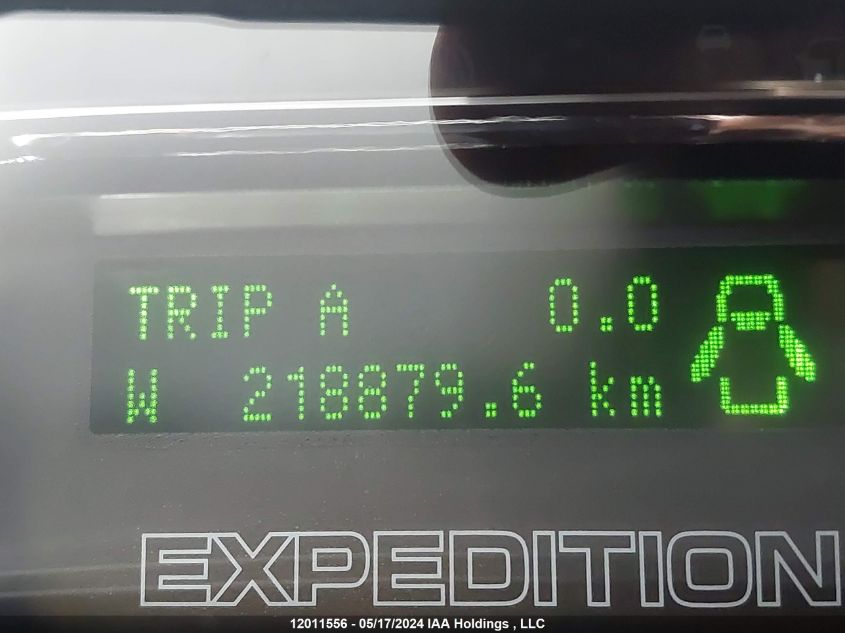 TRIP A 0.0
W 218879.6 km
EXPEDITION
12011556 - 05/17/2024 IAA Holdings , LLC